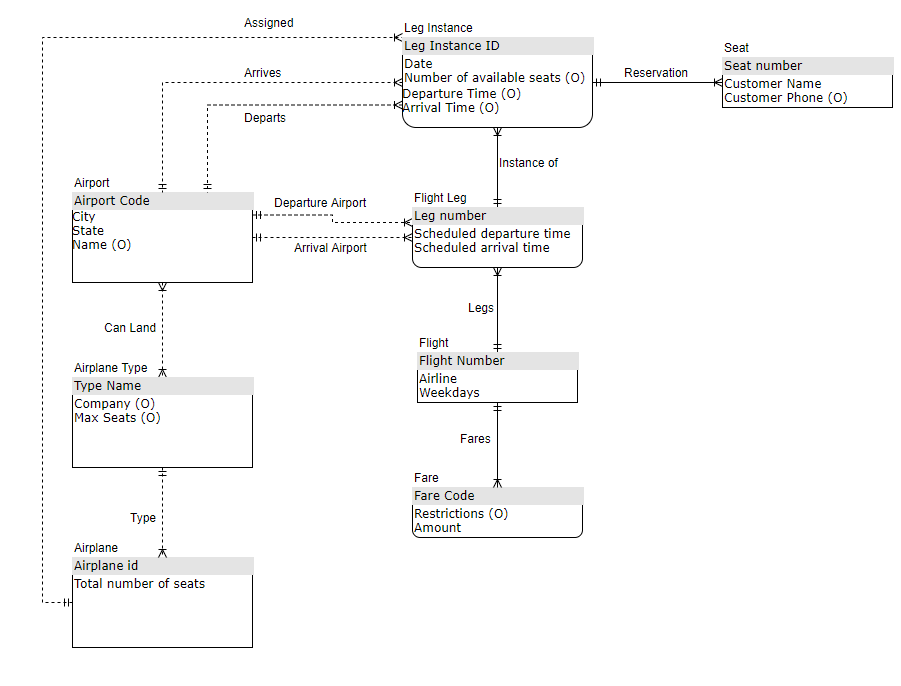 Assigned
Leg Instance
Leg Instance ID
Date
Number of available seats (O)
Departure Time (O)
Arrival Time (O)
Arrives
Departs
Reservation
Seat
Seat number
Customer Name
Customer Phone (O)
Instance of
Airport
Airport Code
City
State
Name (O)
Departure Airport
Arrival Airport
Flight Leg
Leg number
Scheduled departure time
Scheduled arrival time
Legs
Can Land
Flight
Flight Number
Airline
Weekdays
Airplane Type
Type Name
Company (O)
Max Seats (O)
Fares
Fare
Fare Code
Restrictions (O)
Amount
Type
Airplane
Airplane id
Total number of seats